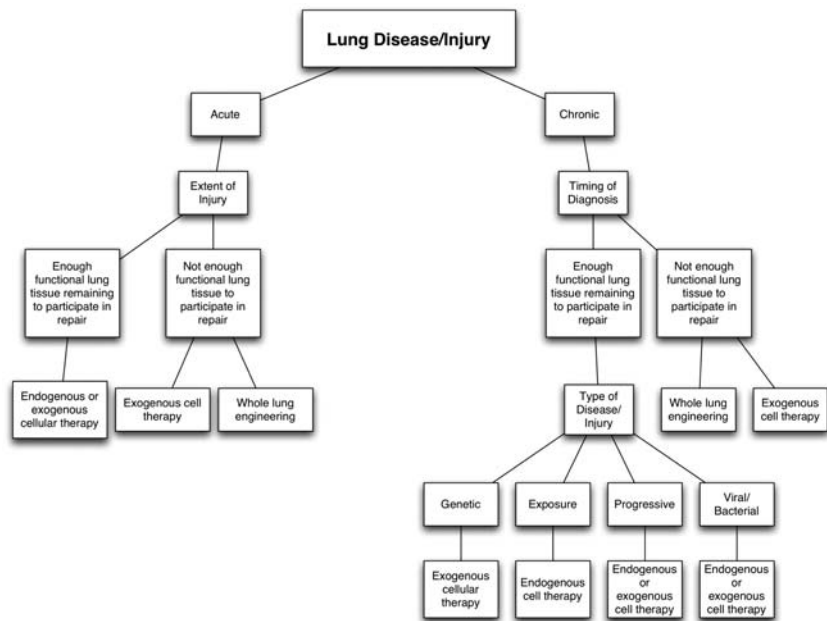 Lung Disease/Injury
Acute
Chronic
Extent of
Injury
Timing of
Diagnosis
Enough
functional lung
tissue remaining
to participate in
repair
Not enough
functional lung
tissue to
participate in
repair
Enough
functional lung
tissue remaining
to participate in
repair
Not enough
functional lung
tissue to
participate in
repair
Endogenous or
exogenous
cellular therapy
Exogenous cell
therapy
Whole lung
engineering
Type of
Disease/
Injury
Whole lung
engineering
Exogenous
cell therapy
Genetic
Exposure
Progressive
Viral/
Bacterial
Exogenous
cellular
therapy
Endogenous
cell therapy
Endogenous
or
exogenous
cell therapy
Endogenous
or
exogenous
cell therapy